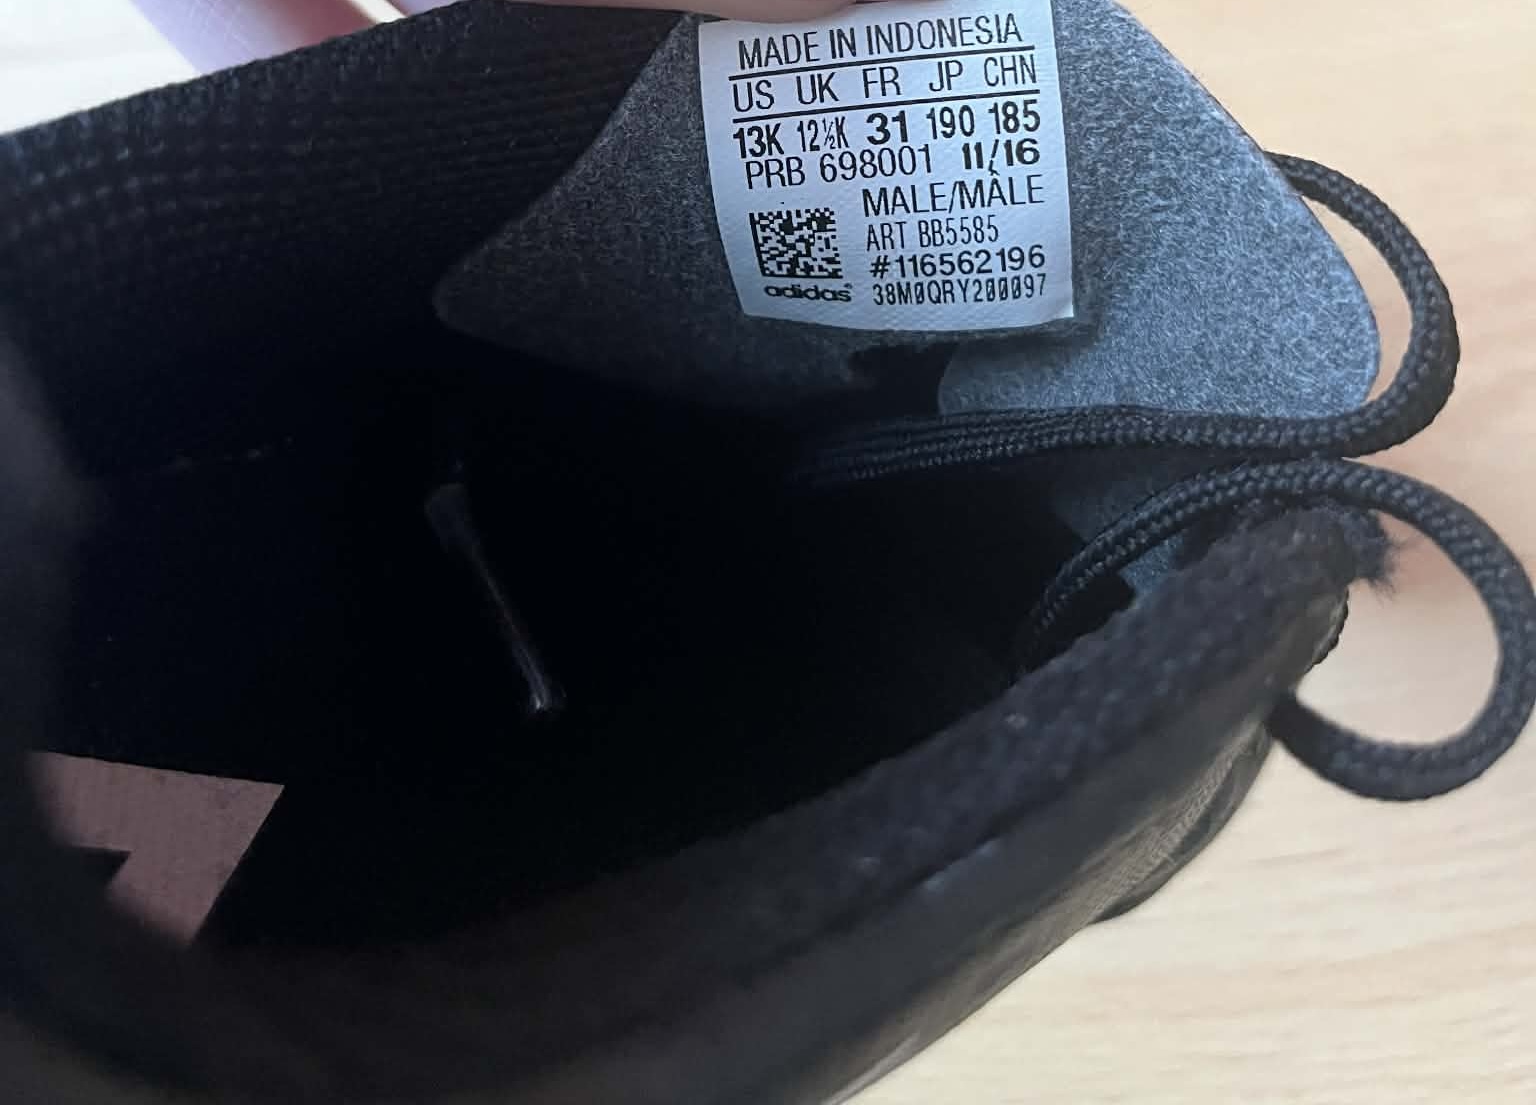 MADE IN INDONESIA
US UK FR JP CHN
13K 12½K 31 190 185
PRB 698001 11/16
MALE/MÂLE
ART BB5585
#116562196
adidas 38M0QRY200097